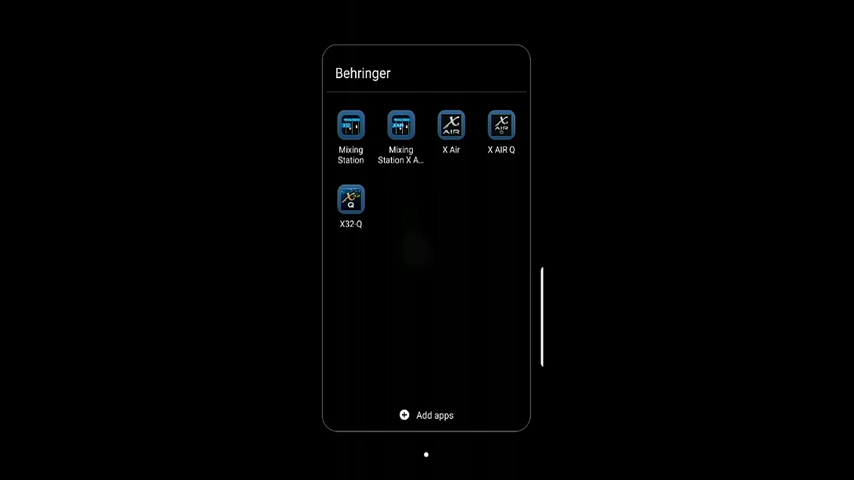 Behringer
Mixing
Station
Mixing
Station X A...
X Air
X AIR Q
X32-Q
Add apps